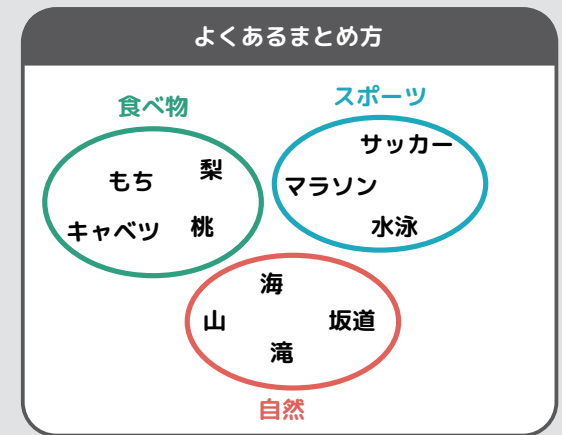 よくあるまとめ方
食べ物
もち
梨
キャベツ
桃
スポーツ
サッカー
マラソン
水泳
海
山
坂道
滝
自然